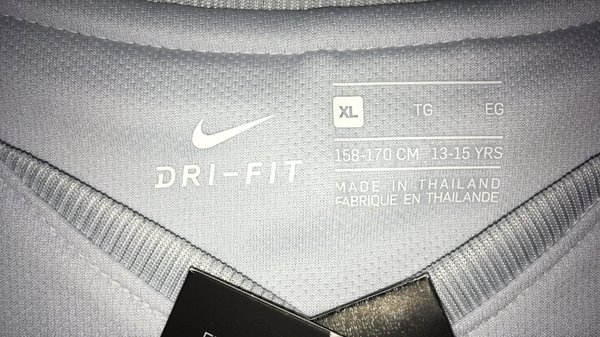 XL TG EG
DRI-FIT
158-170 CM 13-15 YRS
MADE IN THAILAND
FABRIQUE EN THAILANDE